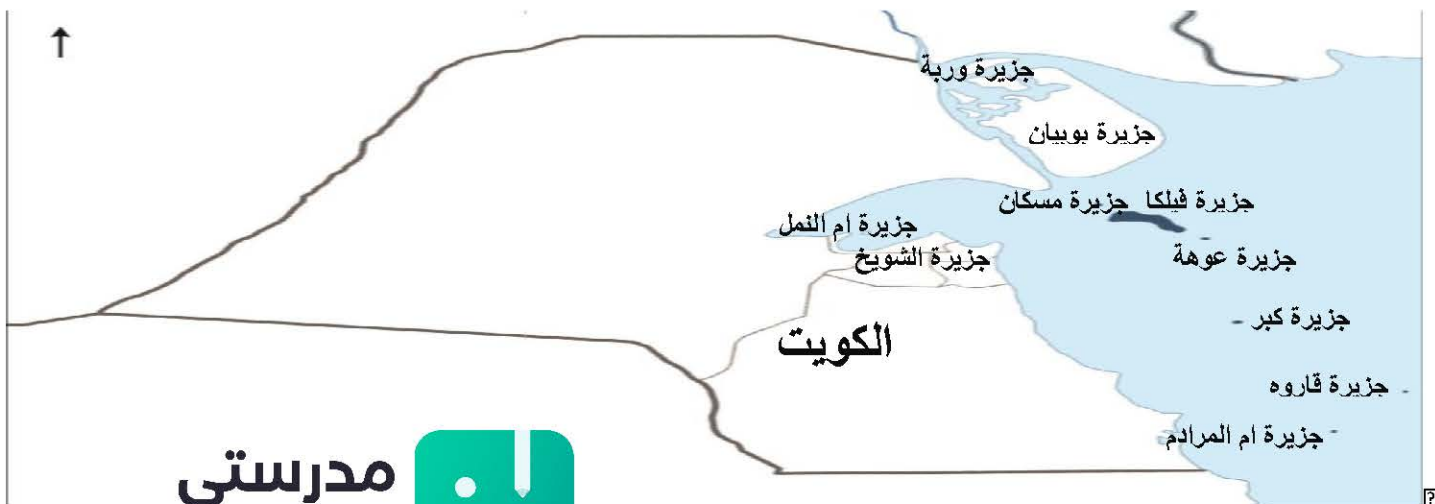 جزيرة وربة
جزيرة بوبيان
جزيرة فيلكا
جزيرة مسكان
جزيرة ام النمل
جزيرة عوهة
جزيرة الشويخ
جزيرة كبر
الكويت
جزيرة قاروه
جزيرة ام المرادم
مدرستي